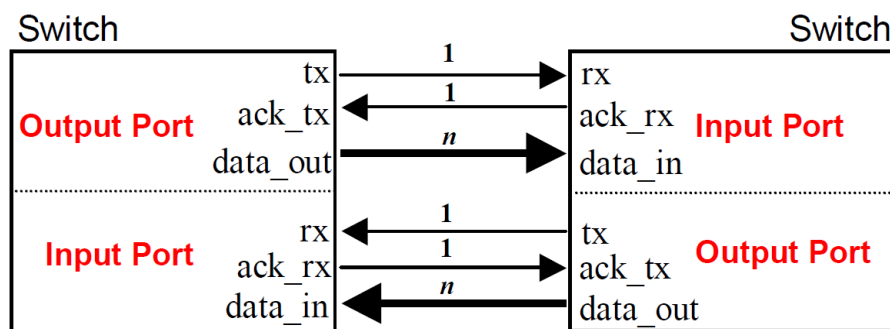 Switch Switch
tx 1 rx
ack_tx 1 ack_rx
Output Port Input Port
data_out n data_in
rx 1 tx
Input Port Output Port
ack_rx 1 ack_tx
data_in n data_out